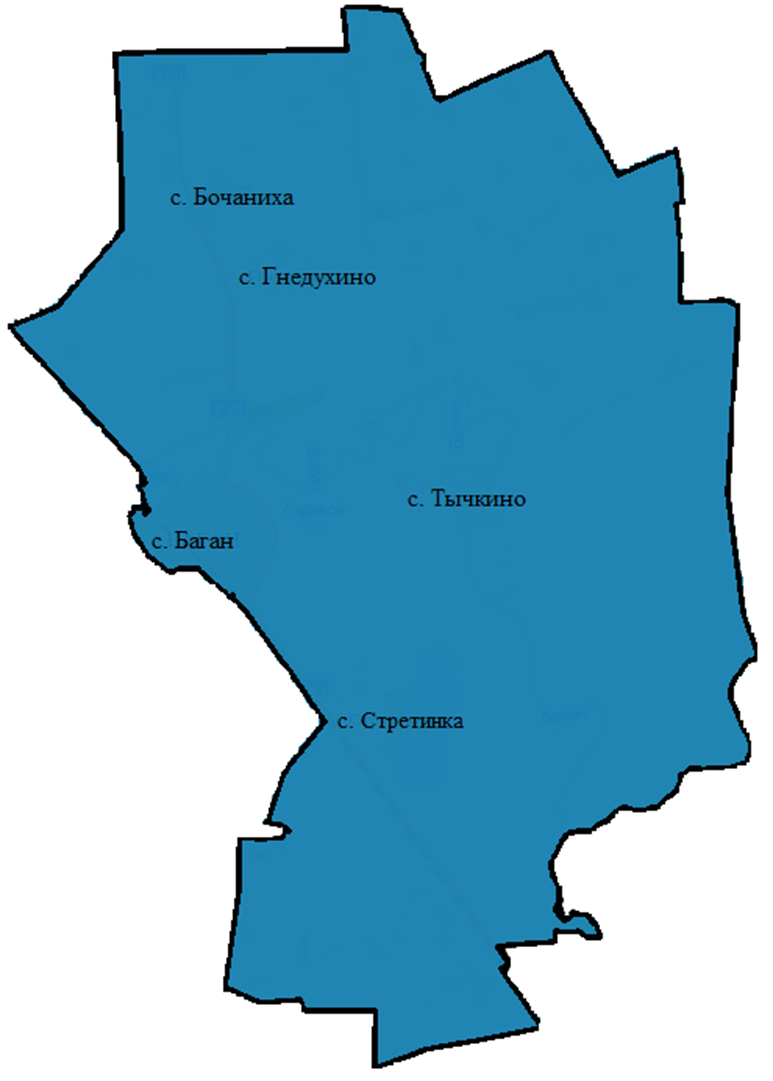 с. Бочаниха
с. Гнедухино
с. Тычкино
с. Баган
с. Стретинка